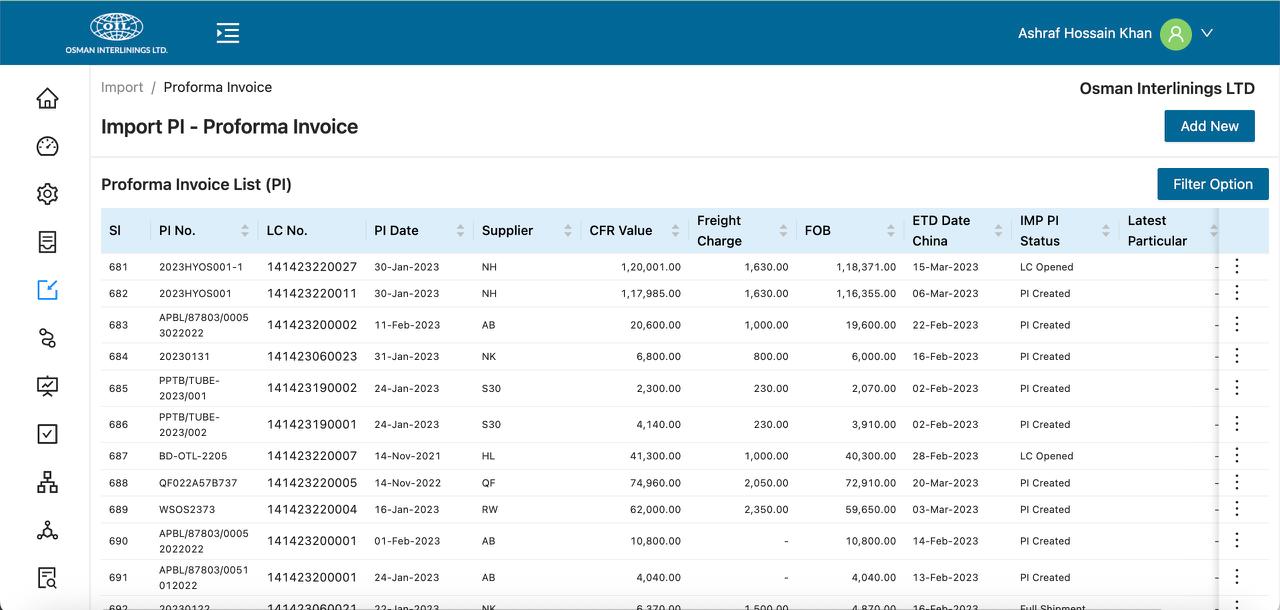 OIL
OSMAN INTERLININGS LTD.
Ashraf Hossain Khan
Import / Proforma Invoice
Osman Interlinings LTD
Import PI - Proforma Invoice
Add New
Proforma Invoice List (PI)
Filter Option
Sl PI No. LC No. PI Date Supplier CFR Value Freight Charge FOB ETD Date China IMP PI Status Latest Particular
681 2023HYOS001-1 141423220027 30-Jan-2023 NH 1,20,001.00 1,630.00 1,18,371.00 15-Mar-2023 LC Opened -
682 2023HYOS001 141423220011 30-Jan-2023 NH 1,17,985.00 1,630.00 1,16,355.00 06-Mar-2023 PI Created -
683 APBL/87803/0005 3022022 141423200002 11-Feb-2023 AB 20,600.00 1,000.00 19,600.00 22-Feb-2023 PI Created -
684 20230131 141423060023 31-Jan-2023 NK 6,800.00 800.00 6,000.00 16-Feb-2023 PI Created -
685 PPTB/TUBE- 2023/001 141423190002 24-Jan-2023 S30 2,300.00 230.00 2,070.00 02-Feb-2023 PI Created -
686 PPTB/TUBE- 2023/002 141423190001 24-Jan-2023 S30 4,140.00 230.00 3,910.00 02-Feb-2023 PI Created -
687 BD-OTL-2205 141423220007 14-Nov-2021 HL 41,300.00 1,000.00 40,300.00 28-Feb-2023 LC Opened -
688 QF022A57B737 141423220005 14-Nov-2022 QF 74,960.00 2,050.00 72,910.00 20-Mar-2023 PI Created -
689 WSOS2373 141423220004 16-Jan-2023 RW 62,000.00 2,350.00 59,650.00 03-Mar-2023 PI Created -
690 APBL/87803/0005 2022022 141423200001 01-Feb-2023 AB 10,800.00 - 10,800.00 14-Feb-2023 PI Created -
691 APBL/87803/0051 012022 141423200001 24-Jan-2023 AB 4,040.00 - 4,040.00 13-Feb-2023 PI Created -
692 20230122 141423060021 22-Jan-2023 NK 6,370.00 1,500.00 4,870.00 16-Feb-2023 Full Shipment -